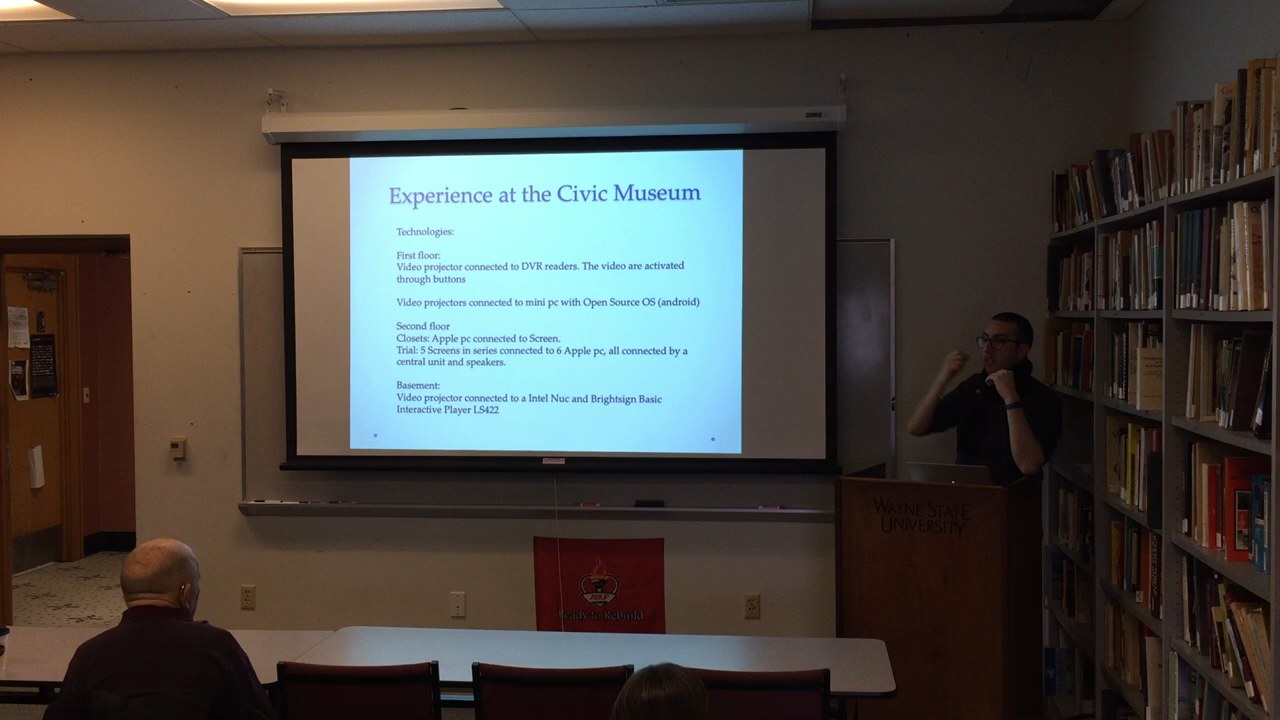 Experience at the Civic Museum
Technologies:
First floor:
Video projector connected to DVR readers. The video are activated
through buttons
Video projectors connected to mini pc with Open Source OS (android)
Second floor
Closets: Apple pc connected to Screen.
Trial: 5 Screens in series connected to 6 Apple pc, all connected by a
central unit and speakers.
Basement:
Video projector connected to a Intel Nuc and Brightsign Basic
Interactive Player LS422
WAYNE STATE
UNIVERSITY
Ready to Rebuild